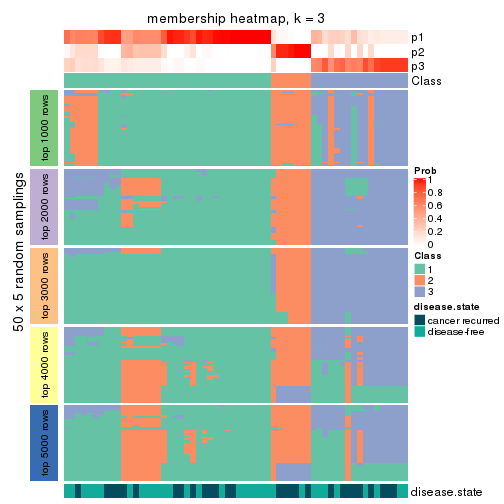 membership heatmap, k = 3
p1
p2
p3
Class
50 x 5 random samplings
top 1000 rows
top 2000 rows
top 3000 rows
top 4000 rows
top 5000 rows
Prob
1
0.8
0.6
0.4
0.2
0
Class
1
2
3
disease.state
cancer recurred
disease-free
disease.state